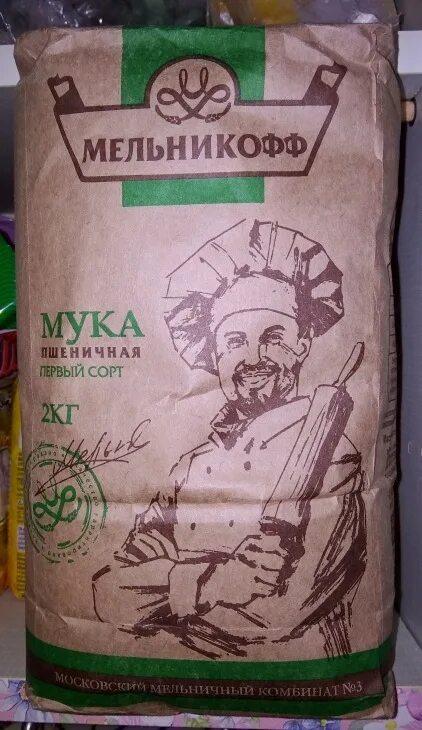 МЕЛЬНИКОФФ
МУКА
ПШЕНИЧНАЯ
ПЕРВЫЙ СОРТ
2КГ
МОСКОВСКИЙ МЕЛЬНИЧНЫЙ КОМБИНАТ №3